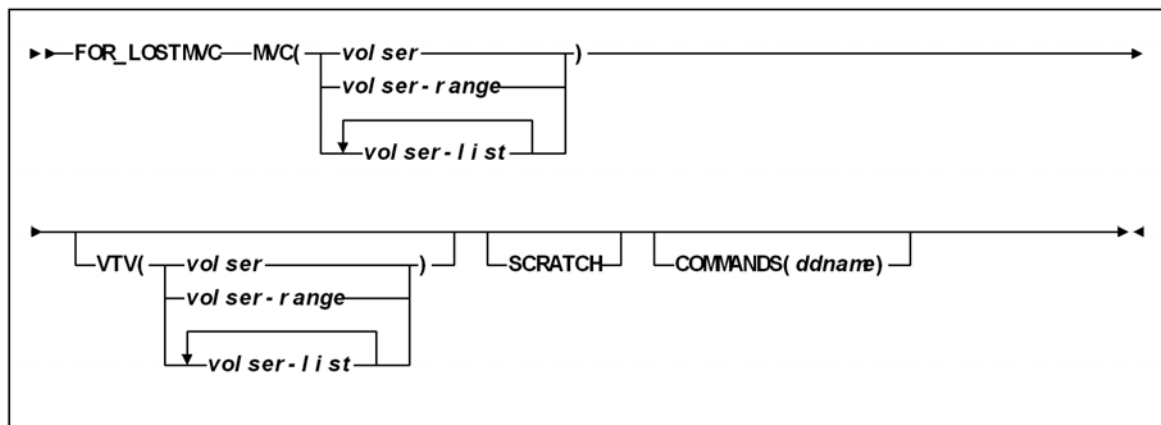 FOR_LOSTMVC MVC( volser )
volser-range
volser-list
VTV( volser ) SCRATCH COMMANDS(ddname)
volser-range
volser-list